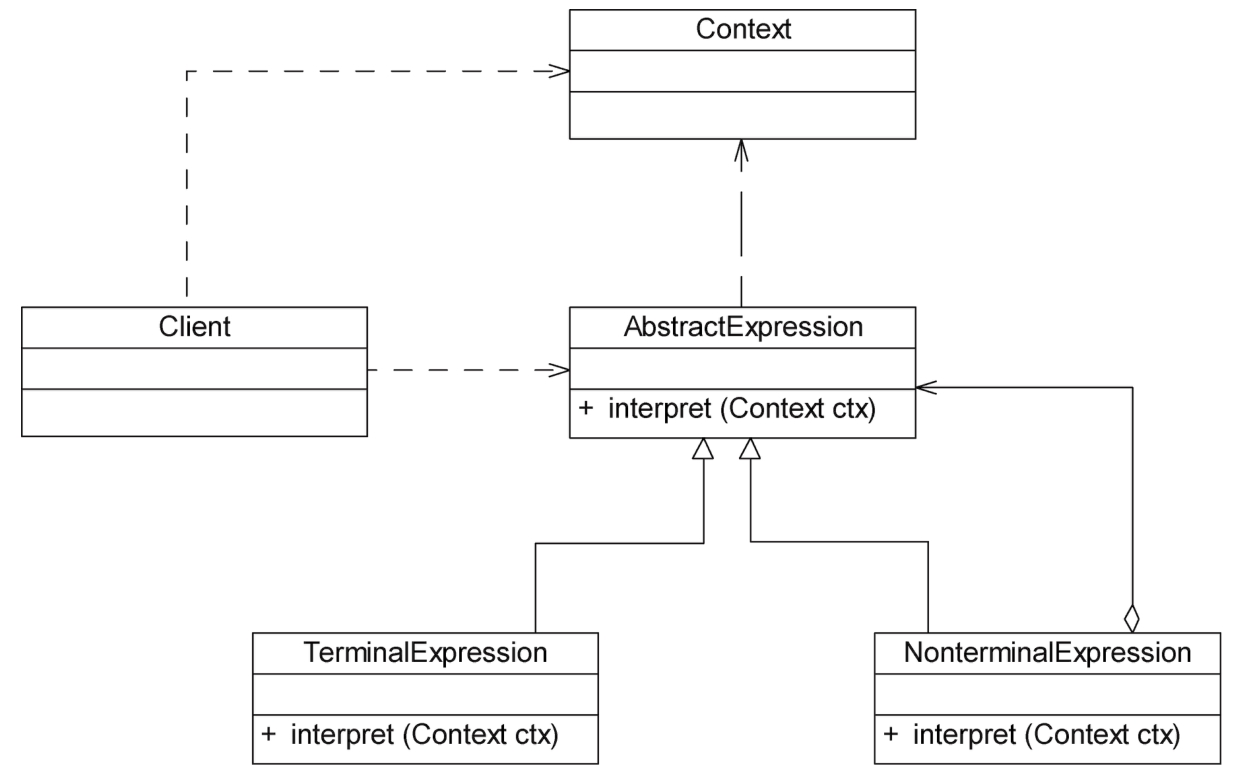 Context
Client
AbstractExpression
+ interpret (Context ctx)
TerminalExpression
+ interpret (Context ctx)
NonterminalExpression
+ interpret (Context ctx)